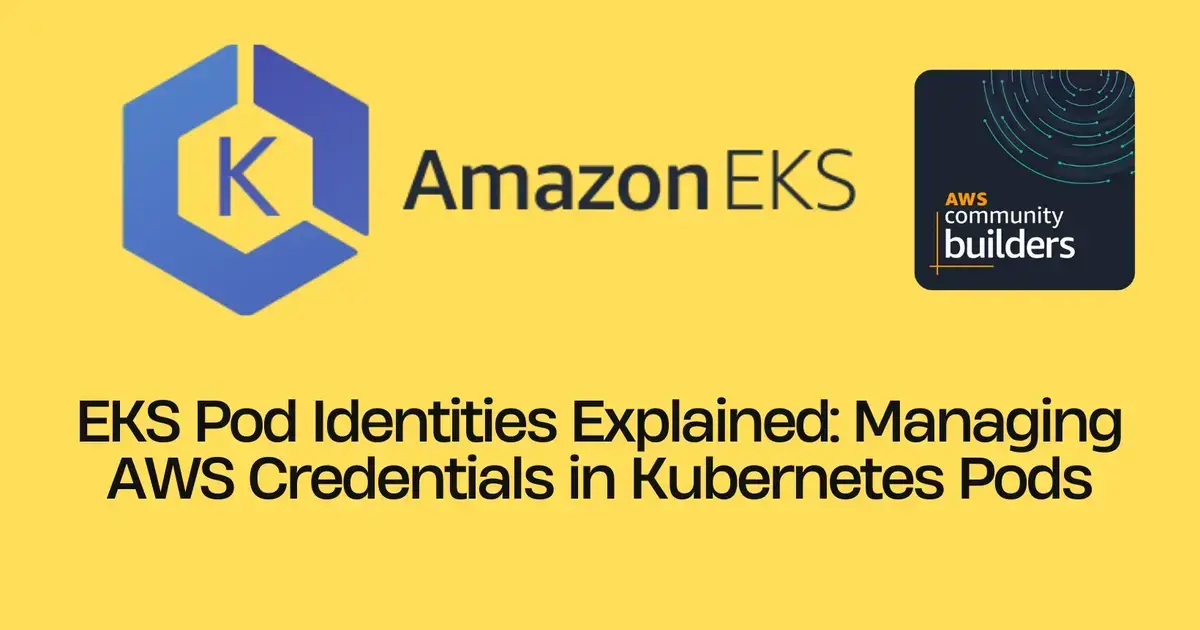 K
Amazon EKS
AWS
community
builders
EKS Pod Identities Explained: Managing
AWS Credentials in Kubernetes Pods